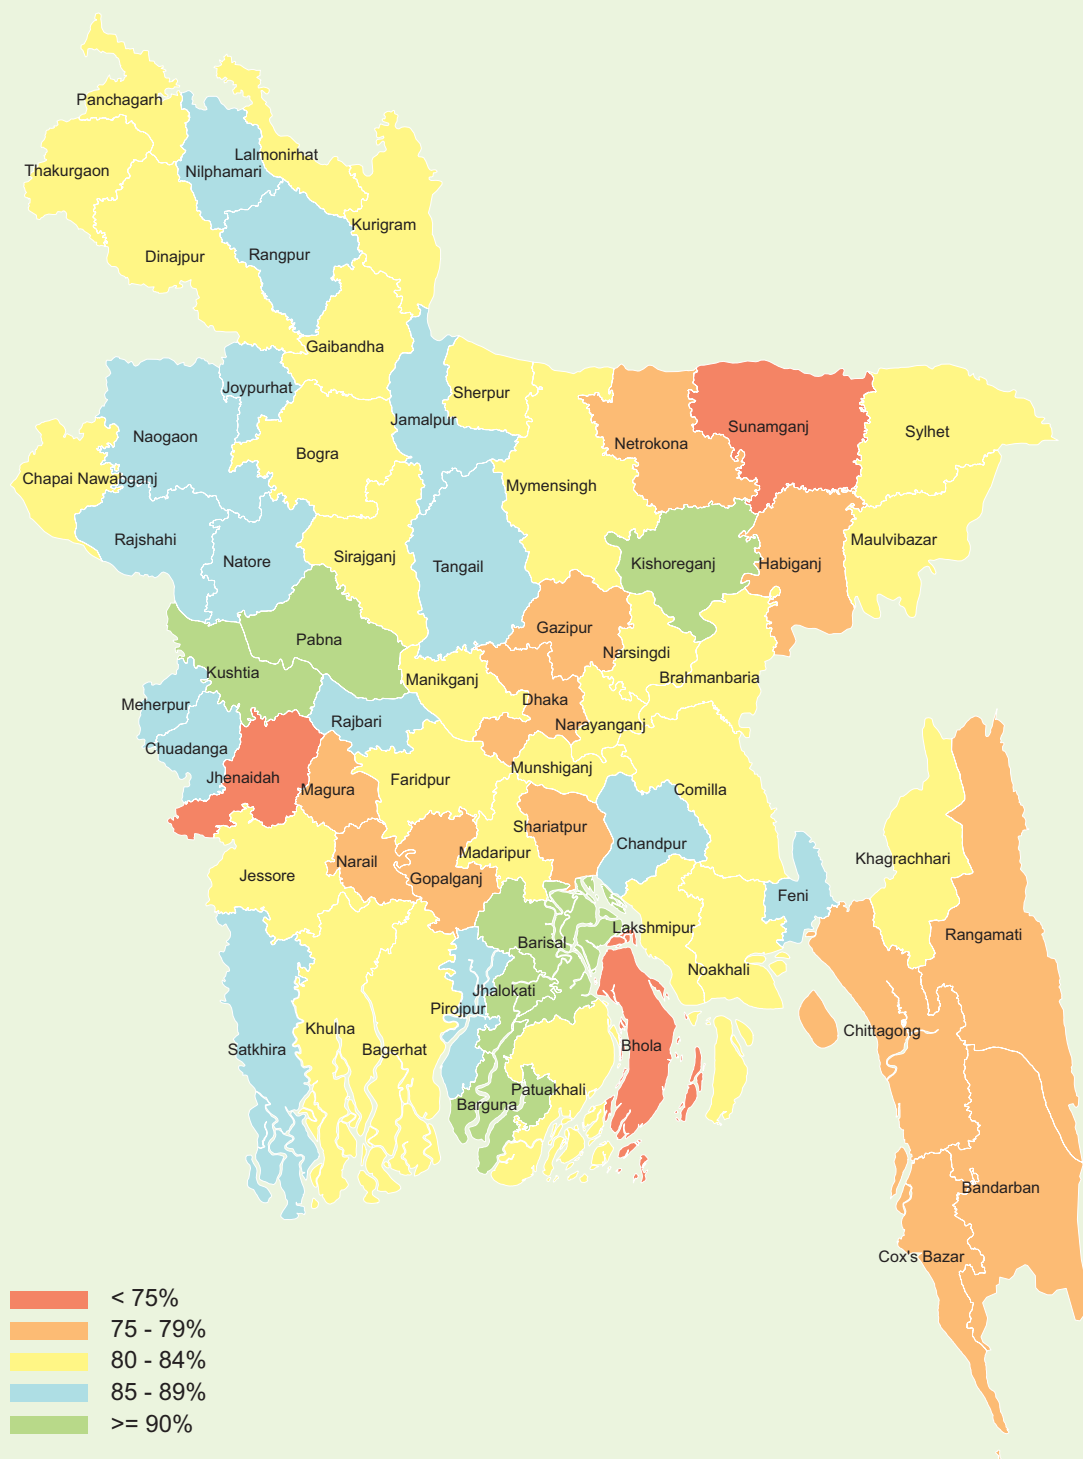 Panchagarh
Lalmonirhat
Thakurgaon
Nilphamari
Kurigram
Dinajpur
Rangpur
Gaibandha
Joypurhat
Sherpur
Jamalpur
Sunamganj
Sylhet
Naogaon
Netrokona
Bogra
Chapai Nawabganj
Mymensingh
Rajshahi
Maulvibazar
Sirajganj
Natore
Tangail
Kishoreganj
Habiganj
Gazipur
Pabna
Narsingdi
Kushtia
Manikganj
Brahmanbaria
Dhaka
Meherpur
Rajbari
Narayanganj
Chuadanga
Munshiganj
Jhenaidah
Faridpur
Magura
Comilla
Shariatpur
Chandpur
Madaripur
Khagrachhari
Narail
Jessore
Gopalganj
Feni
Lakshmipur
Rangamati
Barisal
Noakhali
Jhalokati
Pirojpur
Khulna
Chittagong
Satkhira
Bagerhat
Bhola
Patuakhali
Barguna
Bandarban
Cox's Bazar
< 75%
75 - 79%
80 - 84%
85 - 89%
>= 90%